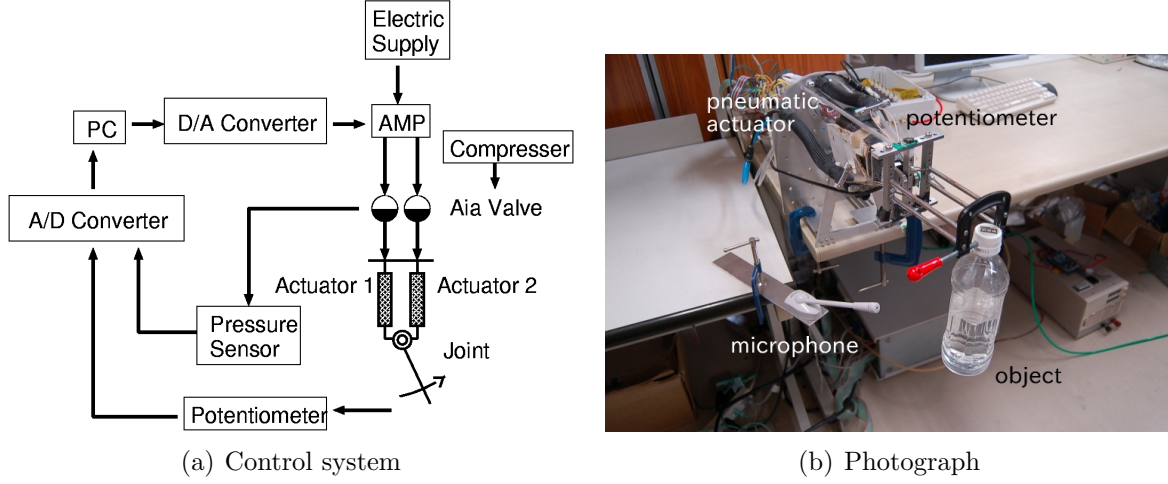 Electric
Supply
PC
D/A Converter
AMP
Compresser
A/D Converter
Aia Valve
Actuator 1
Actuator 2
Pressure
Sensor
Joint
Potentiometer
(a) Control system
pneumatic
actuator
potentiometer
microphone
object
(b) Photograph